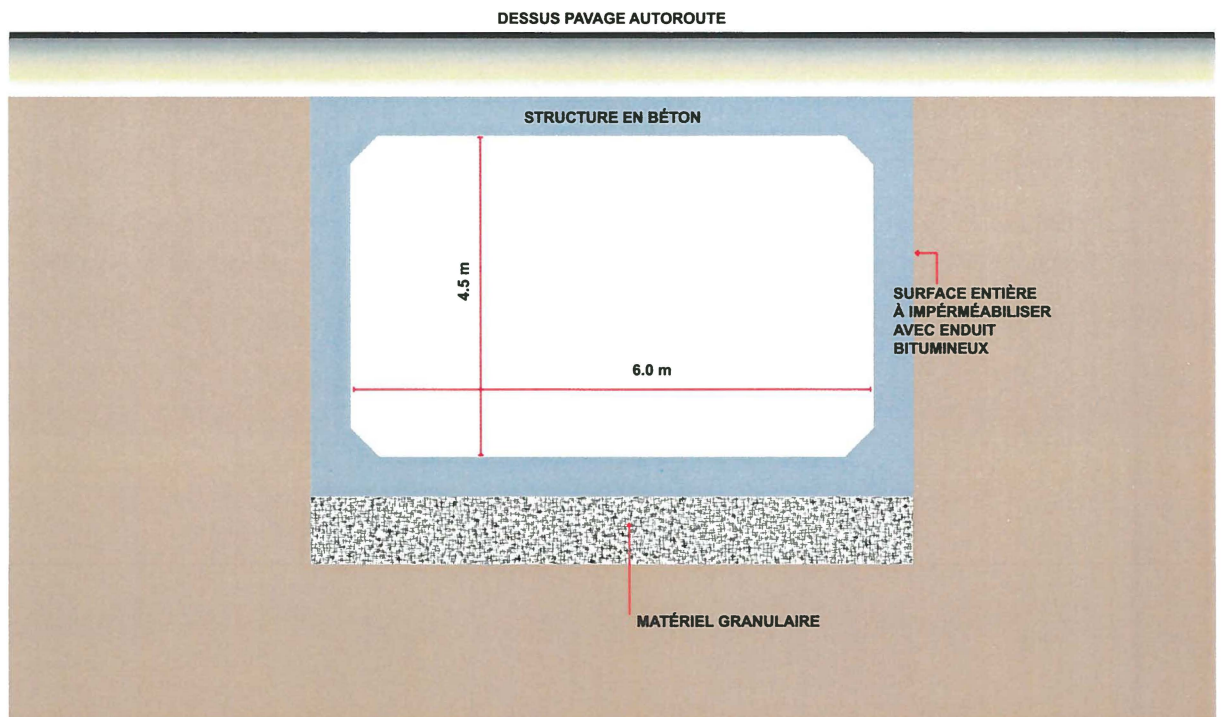 DESSUS PAVAGE AUTOROUTE
STRUCTURE EN BÉTON
4.5 m
SURFACE ENTIÈRE
À IMPÉRMÉABILISER
AVEC ENDUIT
BITUMINEUX
6.0 m
MATÉRIEL GRANULAIRE